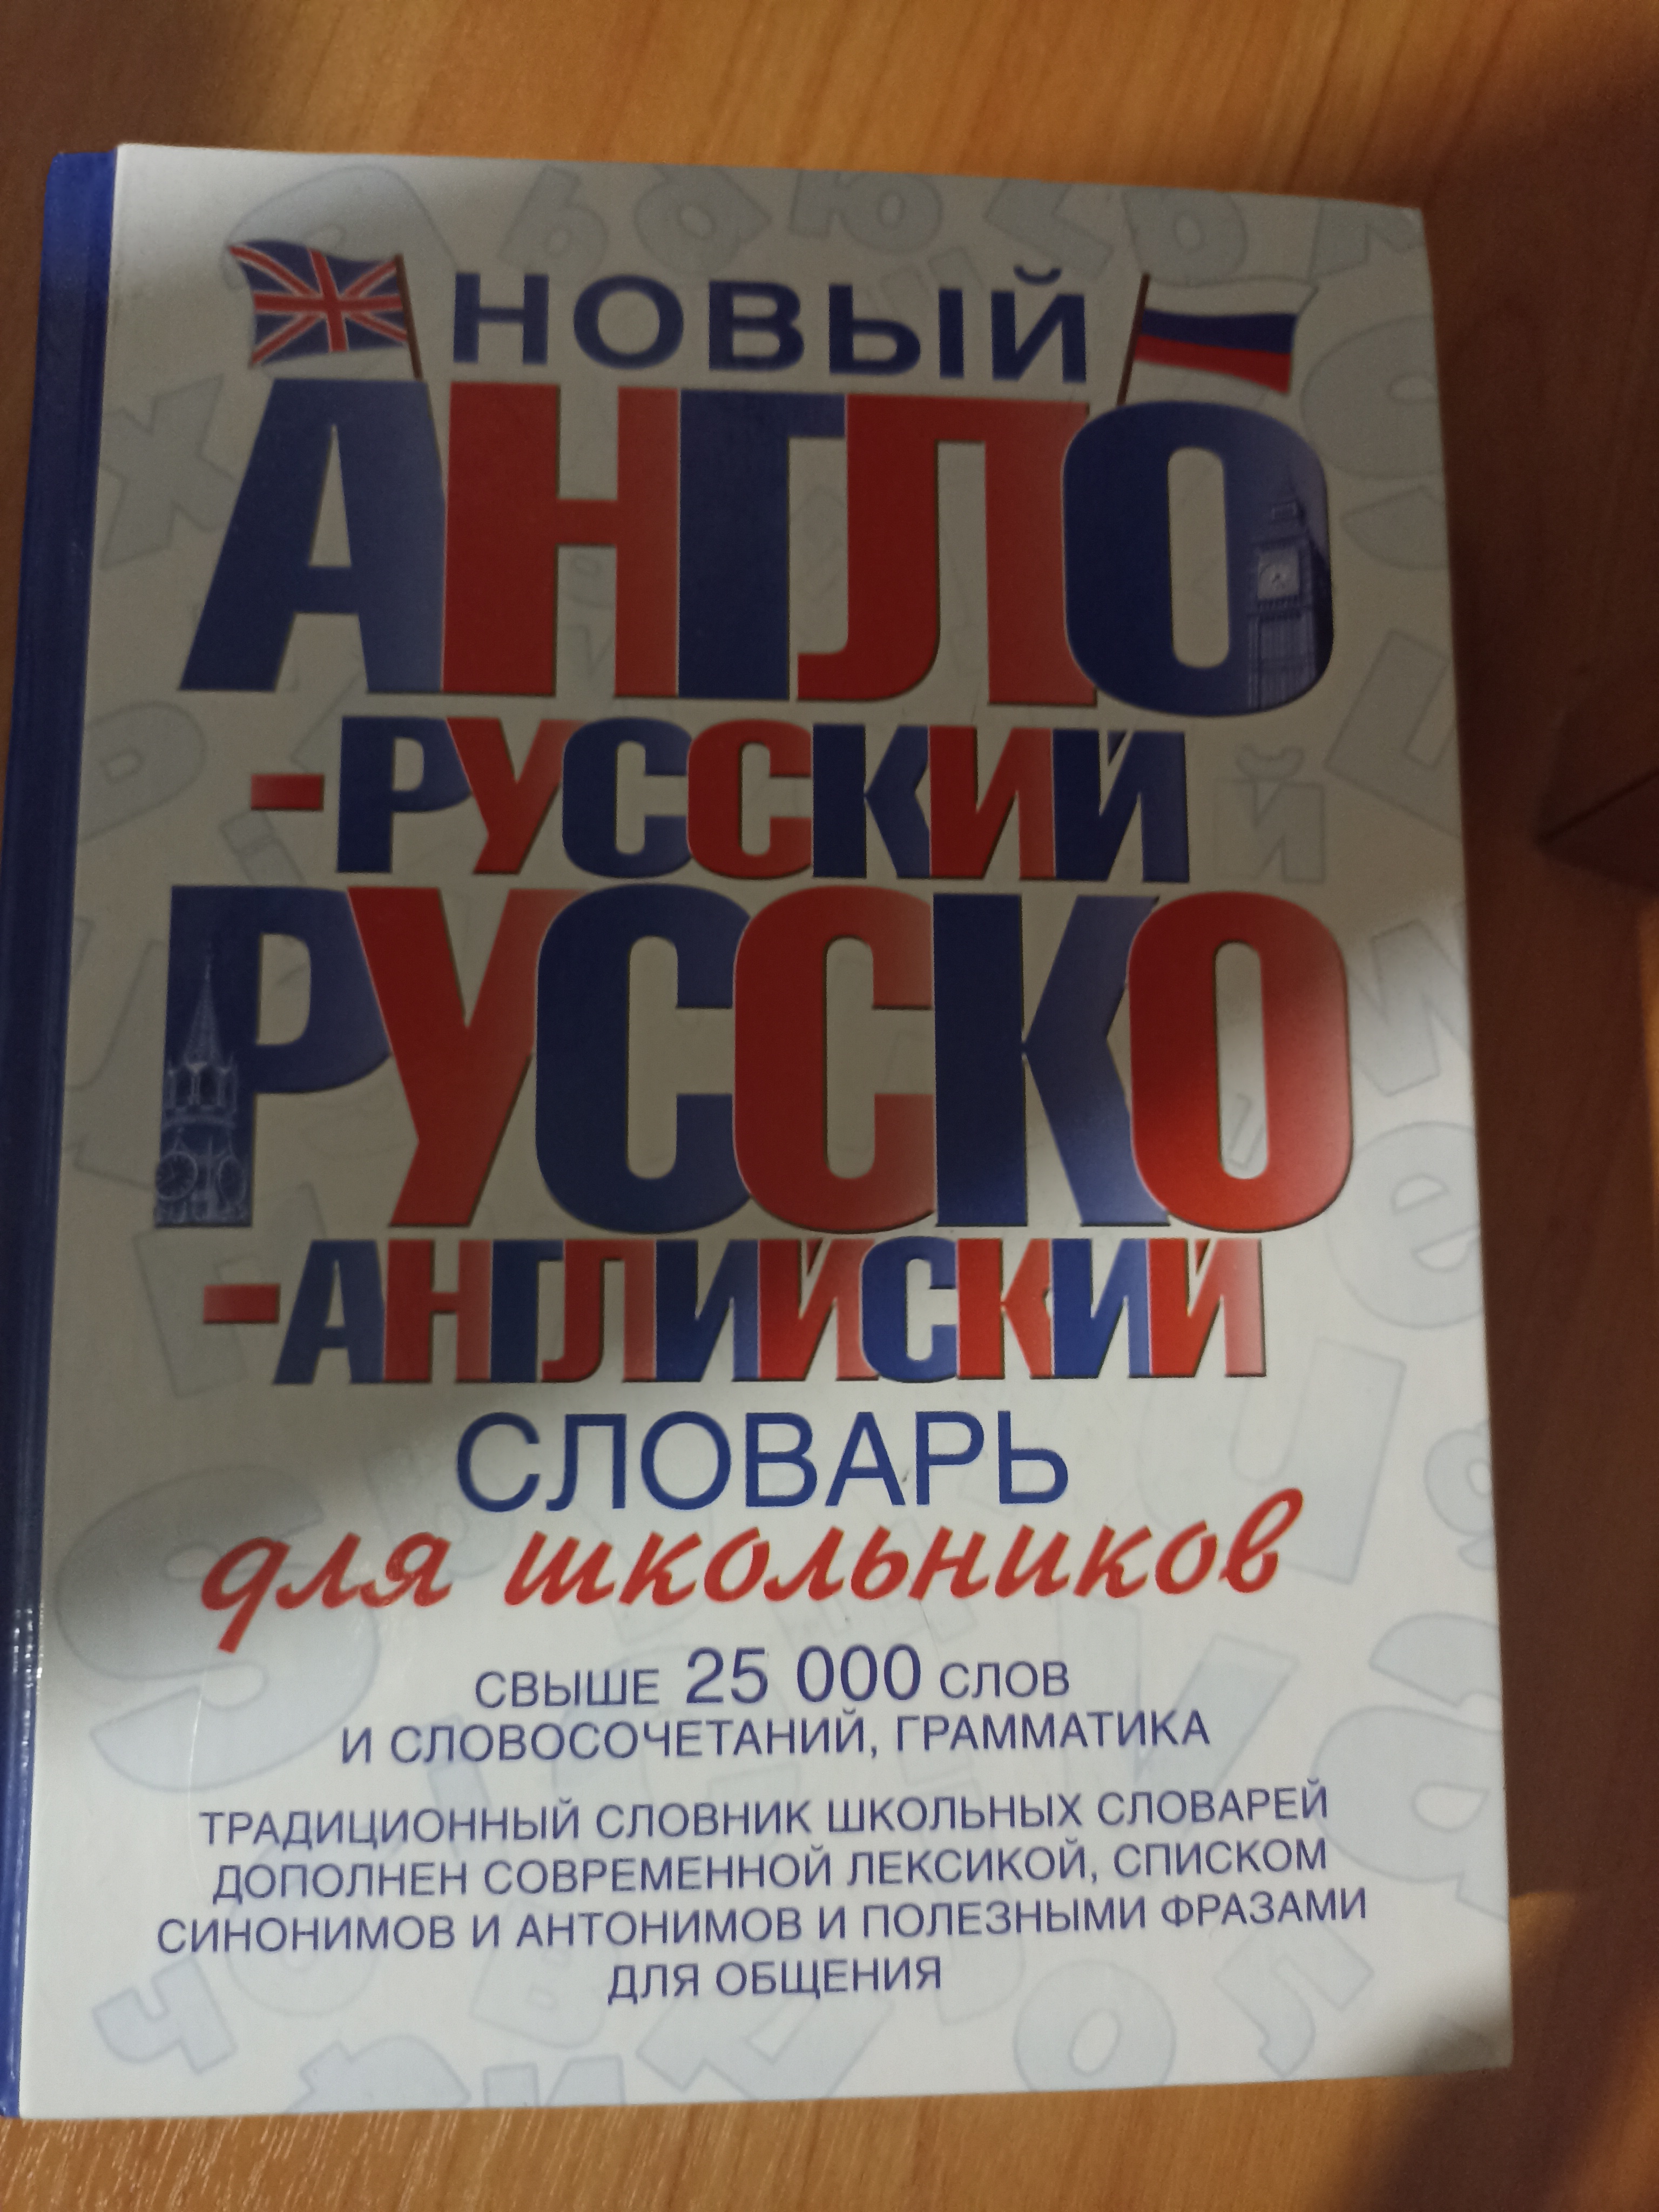 НОВЫЙ
АНГЛО
-РУССКИЙ
РУССКО
-АНГЛИЙСКИЙ
СЛОВАРЬ
для школьников
СВЫШЕ 25 000 СЛОВ
И СЛОВОСОЧЕТАНИЙ, ГРАММАТИКА
ТРАДИЦИОННЫЙ СЛОВНИК ШКОЛЬНЫХ СЛОВАРЕЙ
ДОПОЛНЕН СОВРЕМЕННОЙ ЛЕКСИКОЙ, СПИСКОМ
СИНОНИМОВ И АНТОНИМОВ И ПОЛЕЗНЫМИ ФРАЗАМИ
ДЛЯ ОБЩЕНИЯ